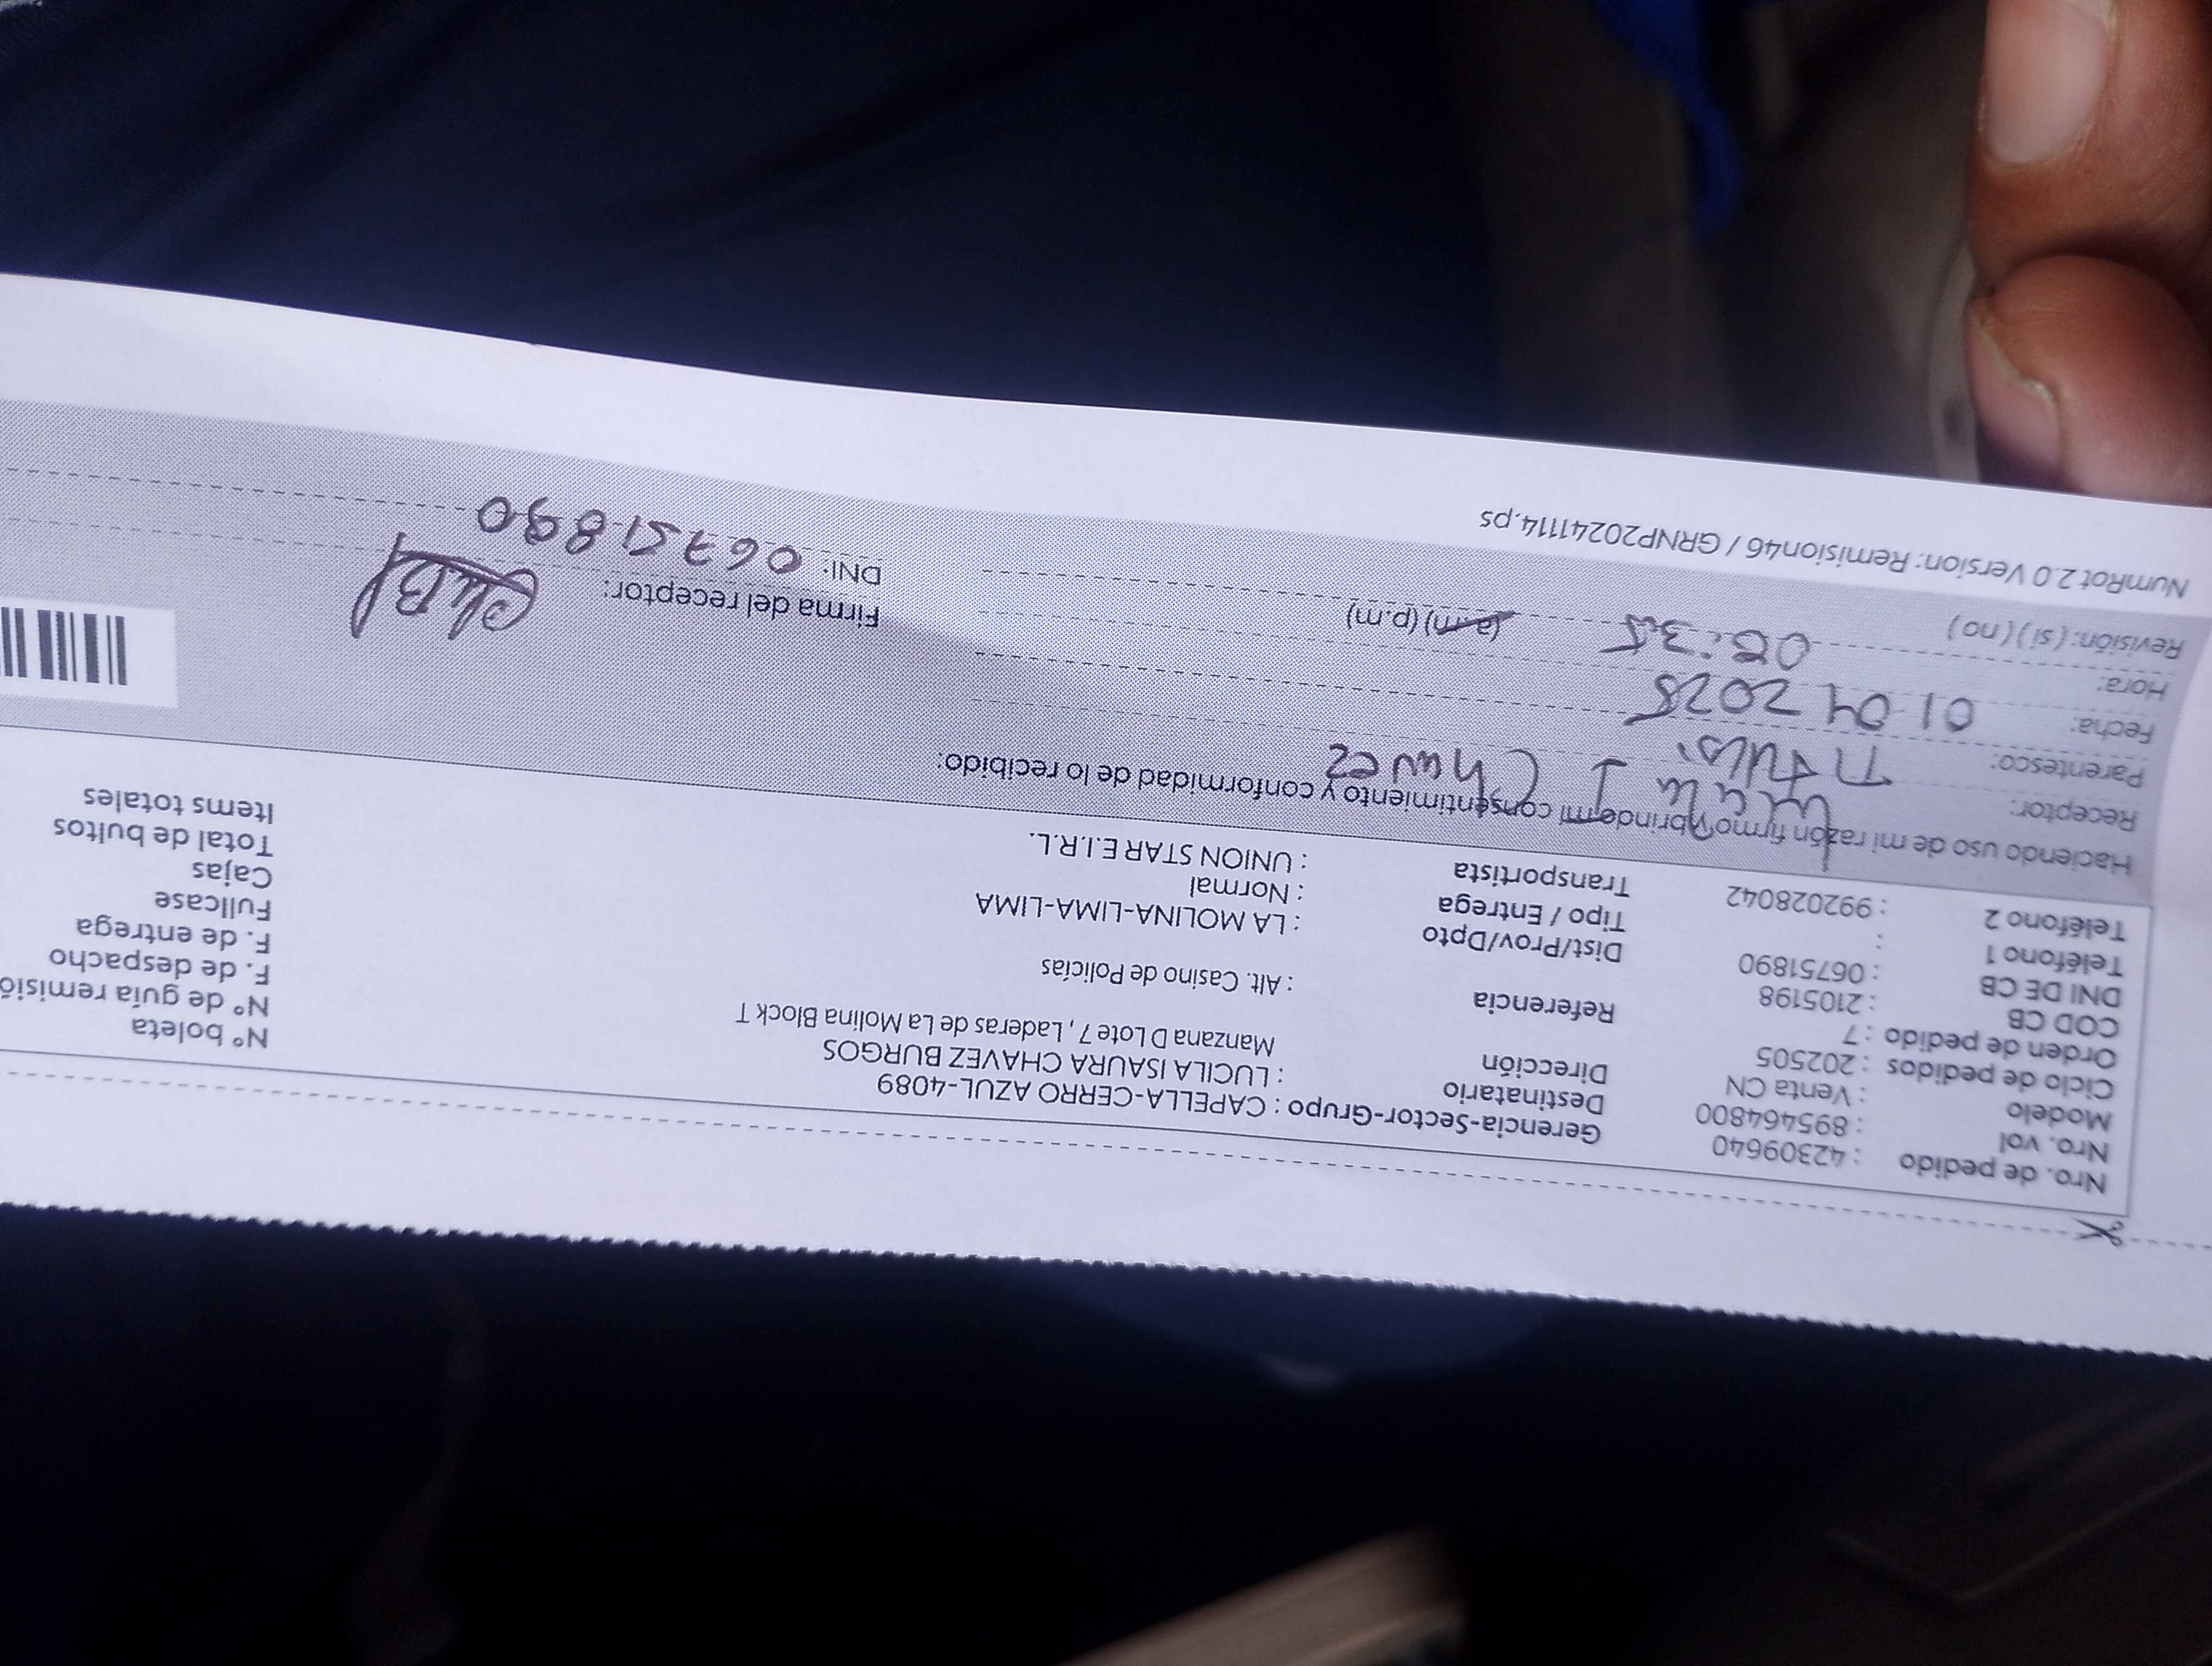 Nro. de pedido : 42309640 Gerencia-Sector-Grupo : CAPELLA-CERRO AZUL-4089 N° boleta
Nro. vol : 895464800 Destinatario : LUCILA ISAURA CHAVEZ BURGOS N° de guía remisió
Modelo : Venta CN Dirección Manzana D Lote 7 , Laderas de La Molina Block T F. de despacho
Ciclo de pedidos : 202505 F. de entrega
Orden de pedido : 7 Referencia : Alt. Casino de Policías Fullcase
COD CB : 2105198 Cajas
DNI DE CB : 06751890 Dist/Prov/Dpto : LA MOLINA-LIMA-LIMA Total de bultos
Teléfono 1 : Tipo / Entrega : Normal Items totales
Teléfono 2 : 992028042 Transportista : UNION STAR E.I.R.L.
Haciendo uso de mi razón firmo y brindo mi consentimiento y conformidad de lo recibido:
Receptor: I Chavez
Parentesco:
Fecha: 01 04 2025
Hora: 08:35 (a.m) (p.m)
Revisión: ( si ) ( no )
Firma del receptor:
DNI: 06751890
NumRot 2.0 Version: Remision46 / GRNP202411114.ps